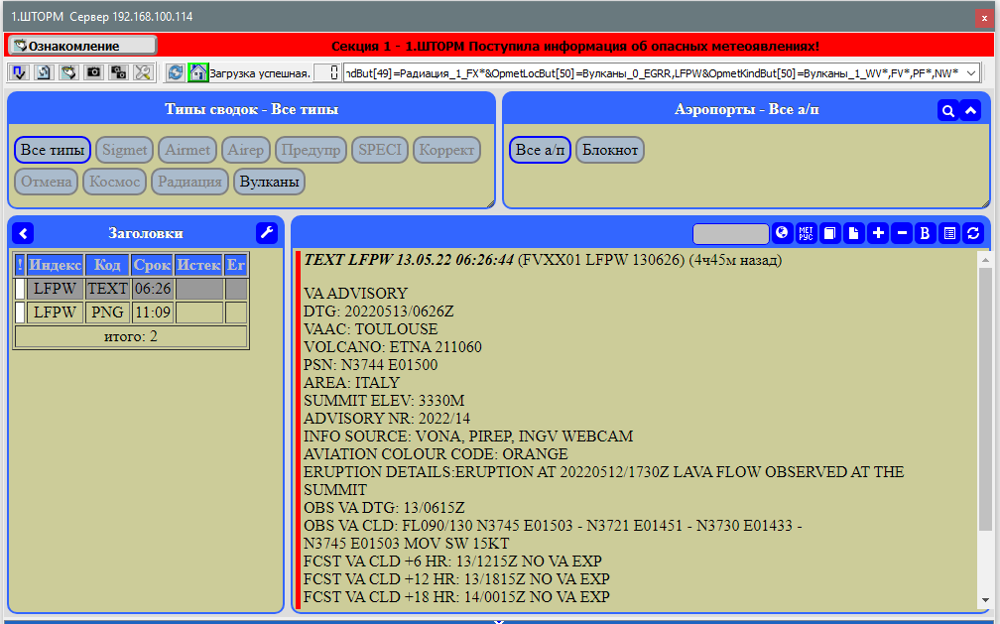 1.ШТОРМ Сервер 192.168.100.114
x
Ознакомление
Секция 1 - 1.ШТОРМ Поступила информация об опасных метеоявлениях!
Загрузка успешная.
0
ndBut[49]=Радиация_1_FX*&OpmetLocBut[50]=Вулканы_0_EGRR,LFPW&OpmetKindBut[50]=Вулканы_1_WV*,FV*,PF*,NW*
Типы сводок - Все типы
Все типы Sigmet Airmet Airep Предупр SPECI Коррект
Отмена Космос Радиация Вулканы
Аэропорты - Все а/п
Все а/п Блокнот
Заголовки
! Индекс Код Срок Истек Er
LFPW TEXT 06:26
LFPW PNG 11:09
итого: 2
МЕТ
РУС
B
TEXT LFPW 13.05.22 06:26:44 (FVXX01 LFPW 130626) (4ч45м назад)
VA ADVISORY
DTG: 20220513/0626Z
VAAC: TOULOUSE
VOLCANO: ETNA 211060
PSN: N3744 E01500
AREA: ITALY
SUMMIT ELEV: 3330M
ADVISORY NR: 2022/14
INFO SOURCE: VONA, PIREP, INGV WEBCAM
AVIATION COLOUR CODE: ORANGE
ERUPTION DETAILS:ERUPTION AT 20220512/1730Z LAVA FLOW OBSERVED AT THE
SUMMIT
OBS VA DTG: 13/0615Z
OBS VA CLD: FL090/130 N3745 E01503 - N3721 E01451 - N3730 E01433 -
N3745 E01503 MOV SW 15KT
FCST VA CLD +6 HR: 13/1215Z NO VA EXP
FCST VA CLD +12 HR: 13/1815Z NO VA EXP
FCST VA CLD +18 HR: 14/0015Z NO VA EXP